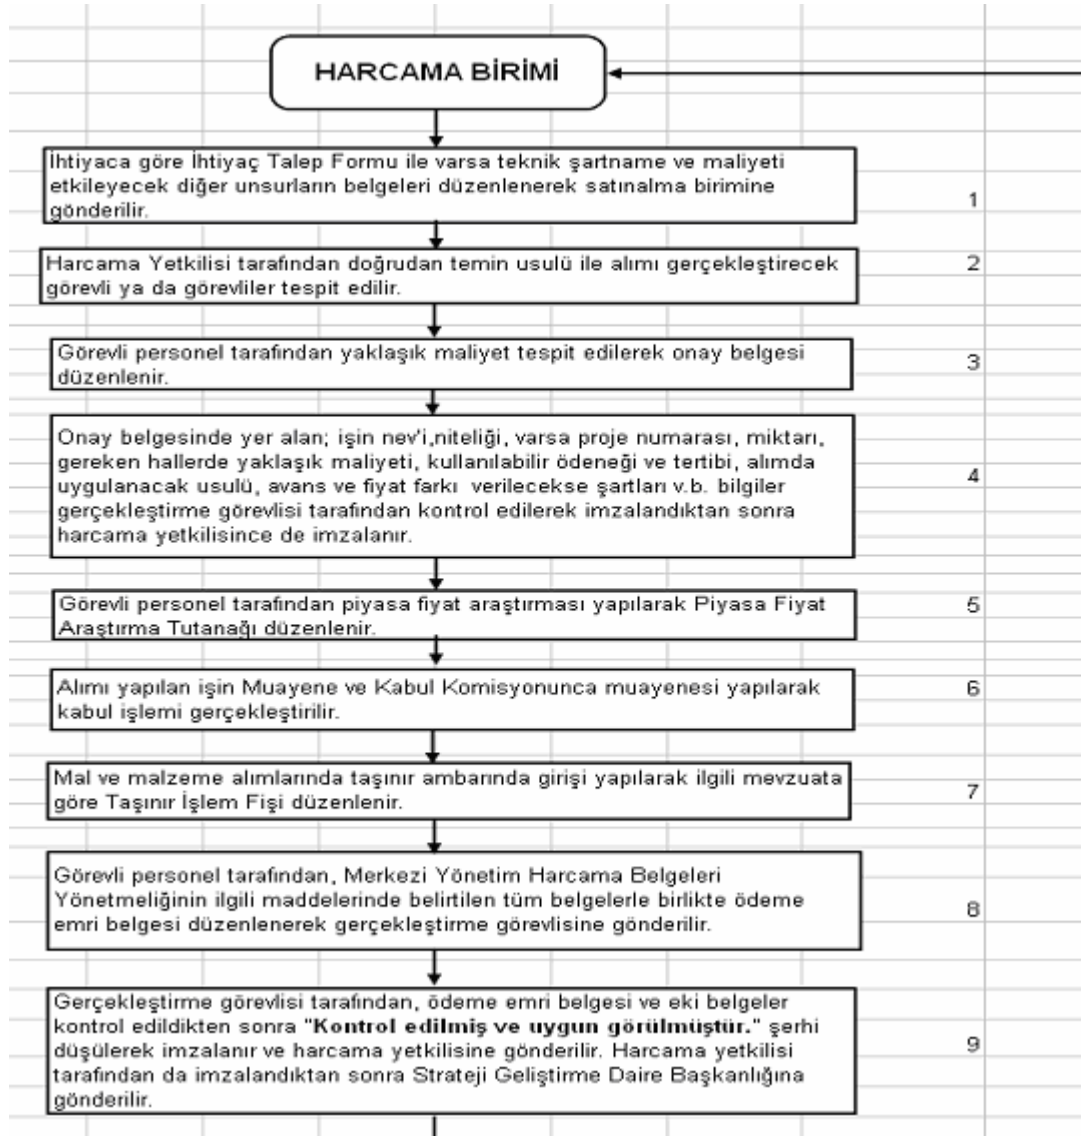 HARCAMA BİRİMİ
İhtiyaca göre İhtiyaç Talep Formu ile varsa teknik şartname ve maliyeti
etkileyecek diğer unsurların belgeleri düzenlenerek satınalma birimine
gönderilir.
1
Harcama Yetkilisi tarafından doğrudan temin usulü ile alımı gerçekleştirecek
görevli ya da görevliler tespit edilir.
2
Görevli personel tarafından yaklaşık maliyet tespit edilerek onay belgesi
düzenlenir.
3
Onay belgesinde yer alan; işin nev'i,niteliği, varsa proje numarası, miktarı,
gereken hallerde yaklaşık maliyeti, kullanılabilir ödeneği ve tertibi, alımda
uygulanacak usulü, avans ve fiyat farkı verilecekse şartları v.b. bilgiler
gerçekleştirme görevlisi tarafından kontrol edilerek imzalandıktan sonra
harcama yetkilisince de imzalanır.
4
Görevli personel tarafından piyasa fiyat araştırması yapılarak Piyasa Fiyat
Araştırma Tutanağı düzenlenir.
5
Alımı yapılan işin Muayene ve Kabul Komisyonunca muayenesi yapılarak
kabul işlemi gerçekleştirilir.
6
Mal ve malzeme alımlarında taşınır ambarında girişi yapılarak ilgili mevzuata
göre Taşınır İşlem Fişi düzenlenir.
7
Görevli personel tarafından, Merkezi Yönetim Harcama Belgeleri
Yönetmeliğinin ilgili maddelerinde belirtilen tüm belgelerle birlikte ödeme
emri belgesi düzenlenerek gerçekleştirme görevlisine gönderilir.
8
Gerçekleştirme görevlisi tarafından, ödeme emri belgesi ve eki belgeler
kontrol edildikten sonra "Kontrol edilmiş ve uygun görülmüştür." şerhi
düşülerek imzalanır ve harcama yetkilisine gönderilir. Harcama yetkilisi
tarafından da imzalandıktan sonra Strateji Geliştirme Daire Başkanlığına
gönderilir.
9